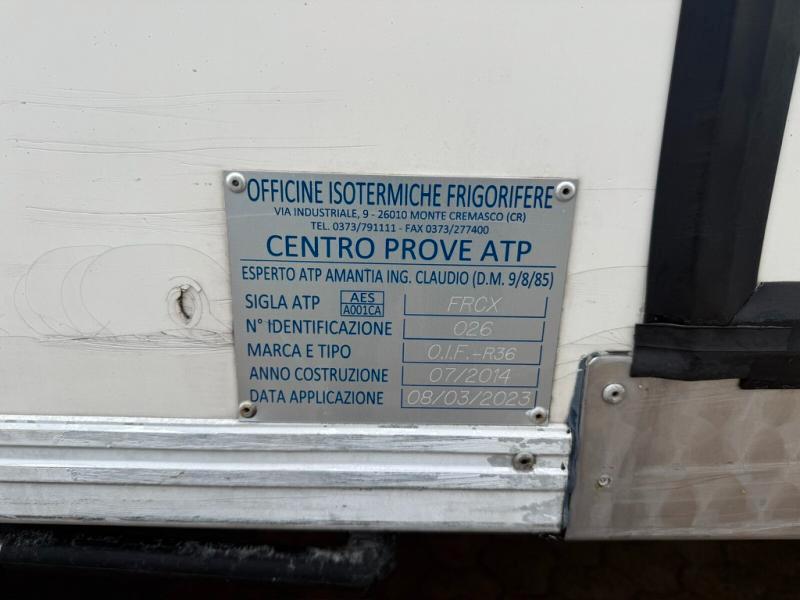 OFFICINE ISOTERMICHE FRIGORIFERE
VIA INDUSTRIALE, 9 - 26010 MONTE CREMASCO (CR)
TEL. 0373/791111 - FAX 0373/277400
CENTRO PROVE ATP
ESPERTO ATP AMANTIA ING. CLAUDIO (D.M. 9/8/85)
SIGLA ATP AES A001CA FRCX
N° IDENTIFICAZIONE 026
MARCA E TIPO O.I.F.-R36
ANNO COSTRUZIONE 07/2014
DATA APPLICAZIONE 08/03/2023